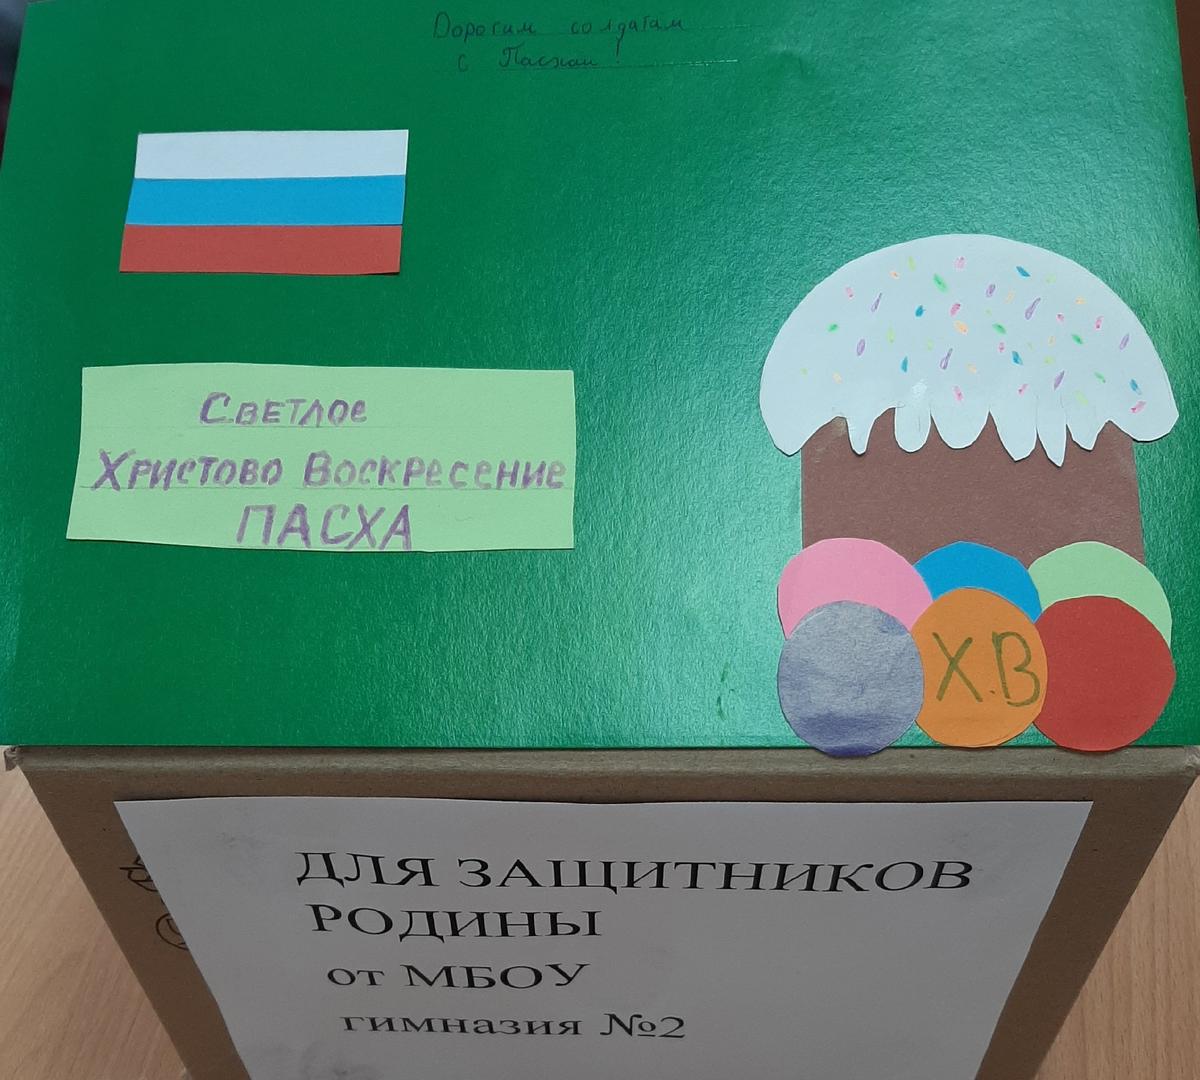 Дорогим солдатам
с Пасхой!
Светлое
Христово Воскресение
ПАСХА
Х.В
ДЛЯ ЗАЩИТНИКОВ
РОДИНЫ
от МБОУ
гимназия №2